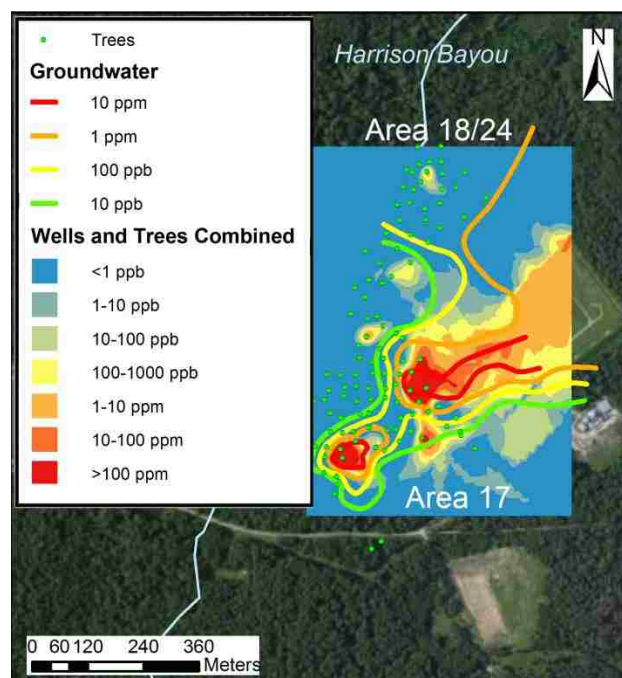 Trees
Groundwater
10 ppm
1 ppm
100 ppb
10 ppb
Wells and Trees Combined
<1 ppb
1-10 ppb
10-100 ppb
100-1000 ppb
1-10 ppm
10-100 ppm
>100 ppm
Harrison Bayou
N
Area 18/24
Area 17
0 60 120 240 360
Meters